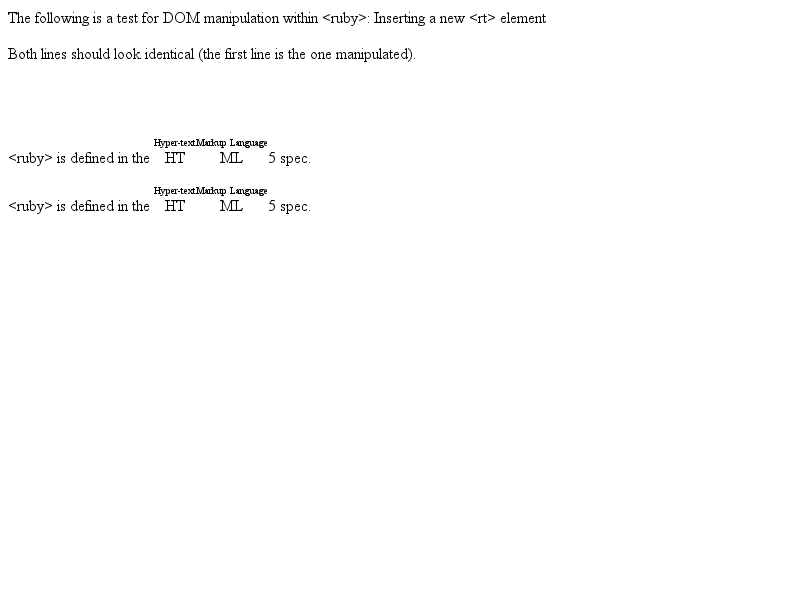 The following is a test for DOM manipulation within <ruby>: Inserting a new <rt> element
Both lines should look identical (the first line is the one manipulated).
Hyper-text Markup Language
<ruby> is defined in the HT ML 5 spec.
Hyper-text Markup Language
<ruby> is defined in the HT ML 5 spec.